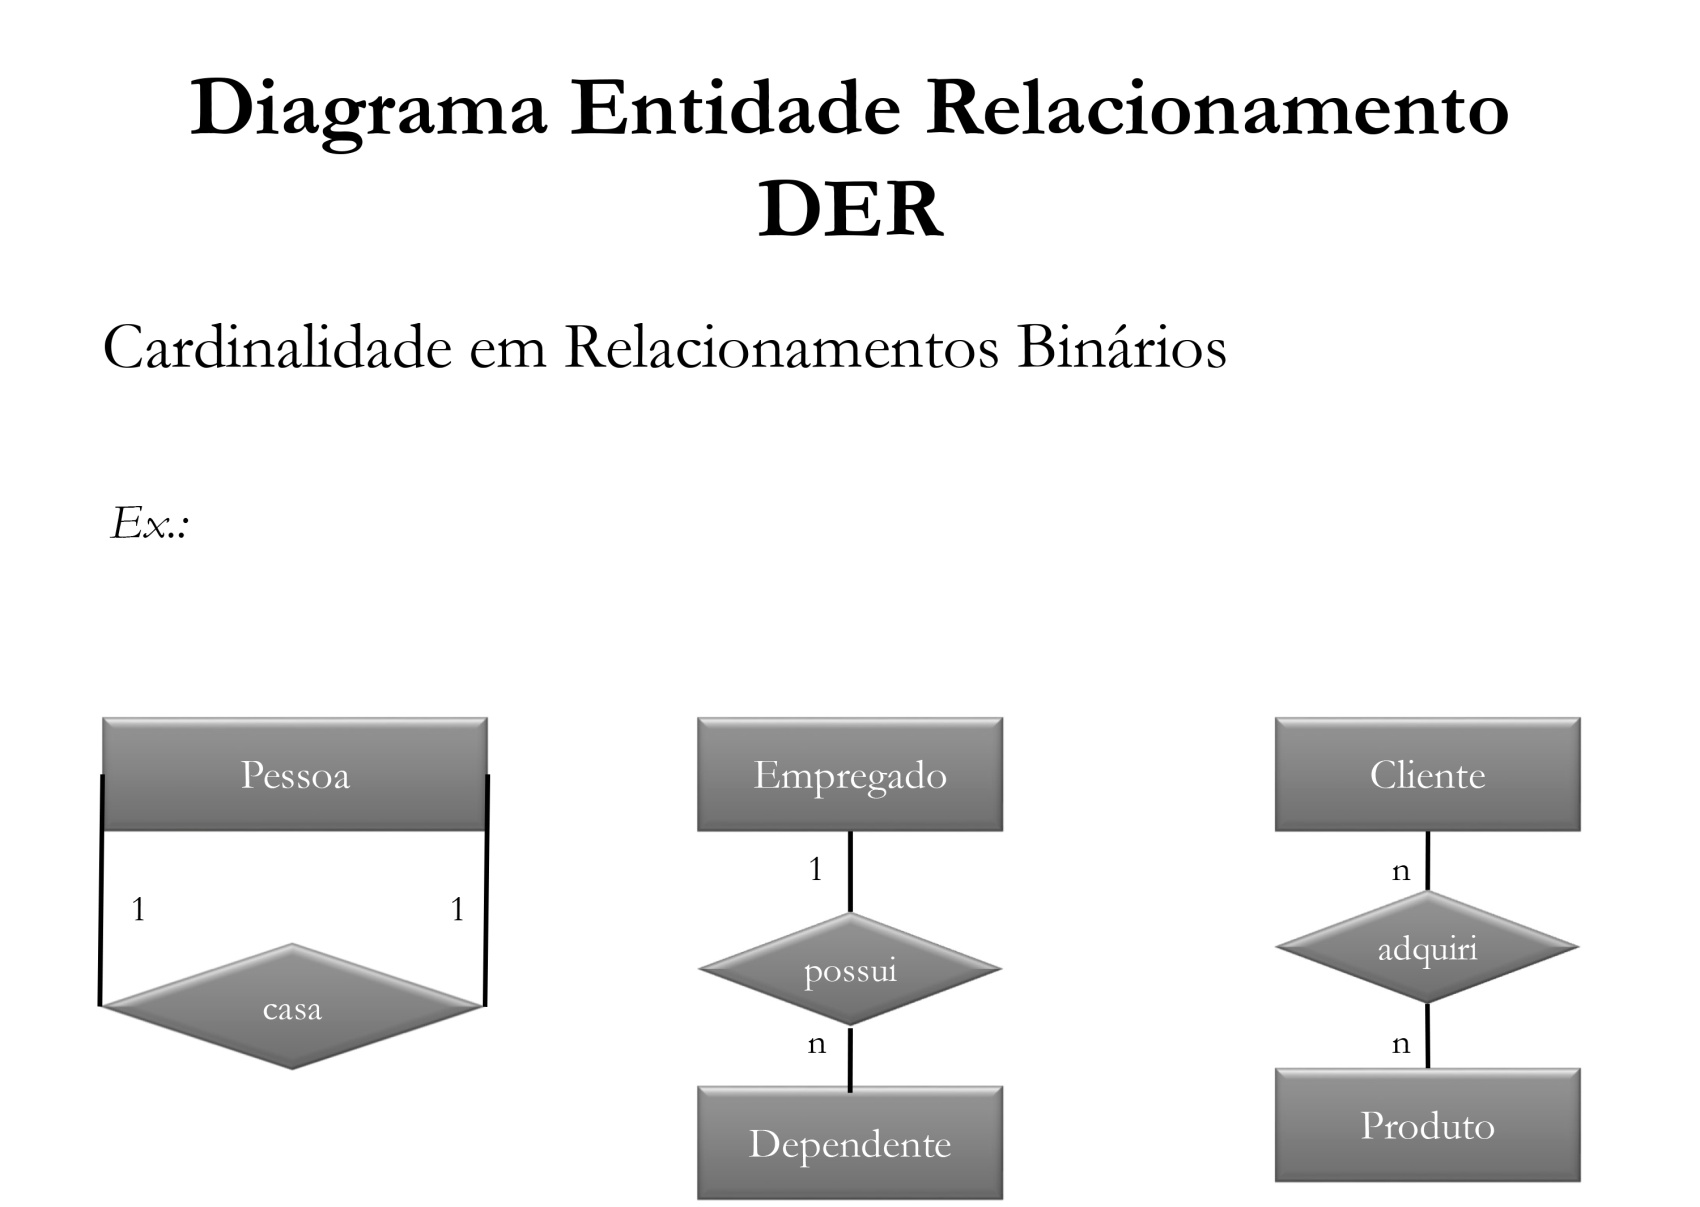 Diagrama Entidade Relacionamento
DER
Cardinalidade em Relacionamentos Binários
Ex.:
Pessoa
1
1
casa
Empregado
1
possui
n
Dependente
Cliente
n
adquiri
n
Produto